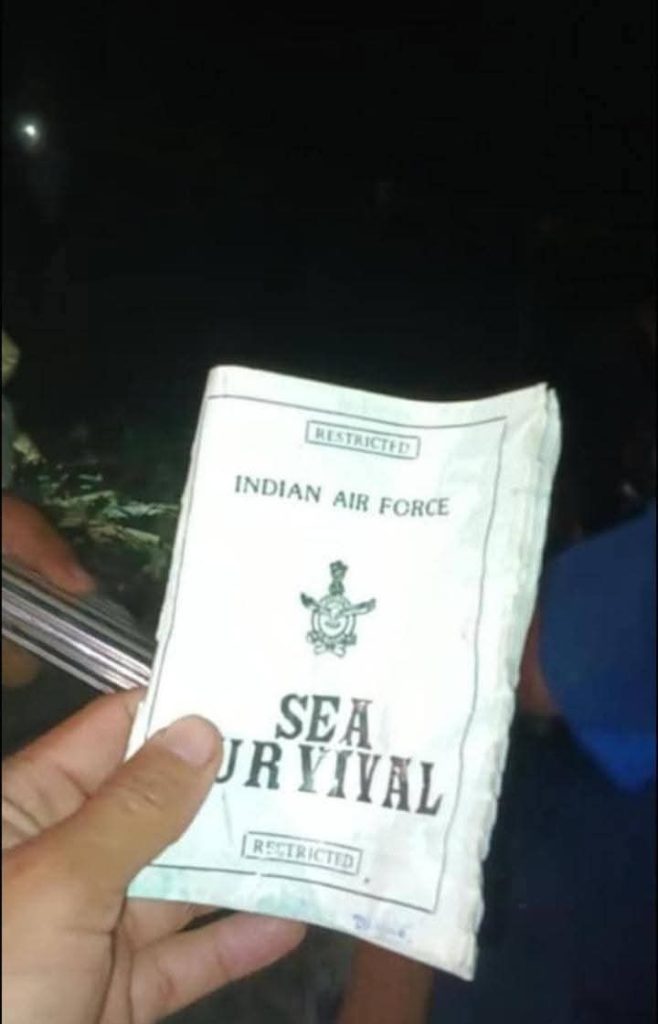 RESTRICTED
INDIAN AIR FORCE
SEA
URVIVAL
RESTRICTED